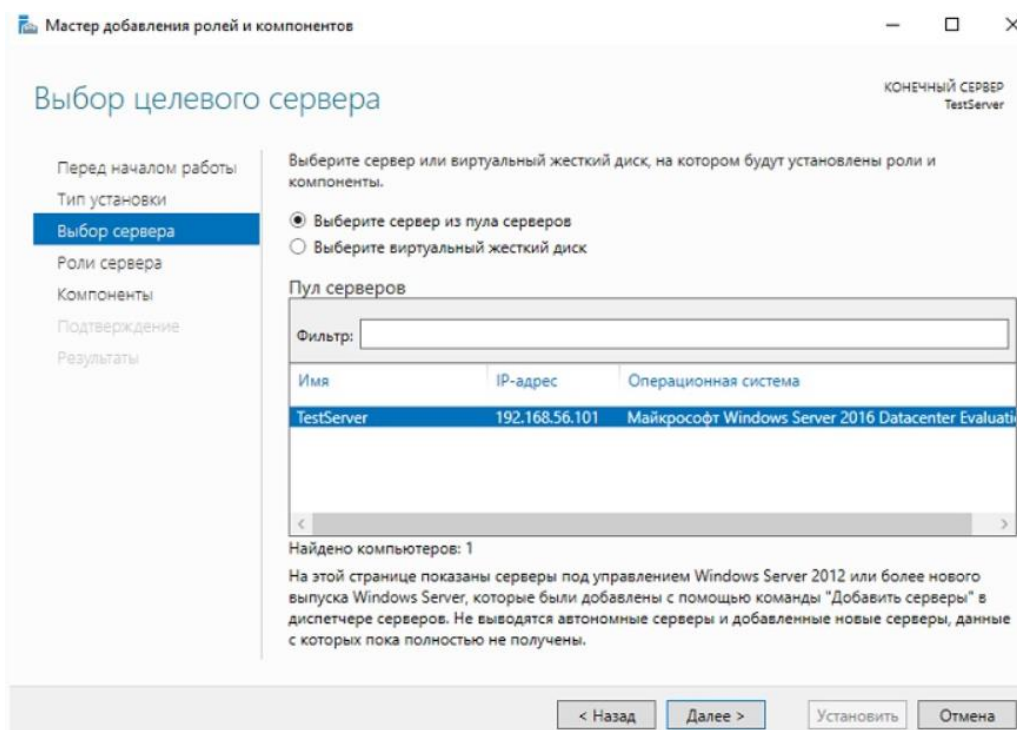 Мастер добавления ролей и компонентов
Выбор целевого сервера
КОНЕЧНЫЙ СЕРВЕР
TestServer
Перед началом работы
Тип установки
Выбор сервера
Роли сервера
Компоненты
Подтверждение
Результаты
Выберите сервер или виртуальный жесткий диск, на котором будут установлены роли и
компоненты.
Выберите сервер из пула серверов
Выберите виртуальный жесткий диск
Пул серверов
Фильтр:
Имя IP-адрес Операционная система
TestServer 192.168.56.101 Майкрософт Windows Server 2016 Datacenter Evaluati
Найдено компьютеров: 1
На этой странице показаны серверы под управлением Windows Server 2012 или более нового
выпуска Windows Server, которые были добавлены с помощью команды "Добавить серверы" в
диспетчере серверов. Не выводятся автономные серверы и добавленные новые серверы, данные
с которых пока полностью не получены.
< Назад Далее > Установить Отмена